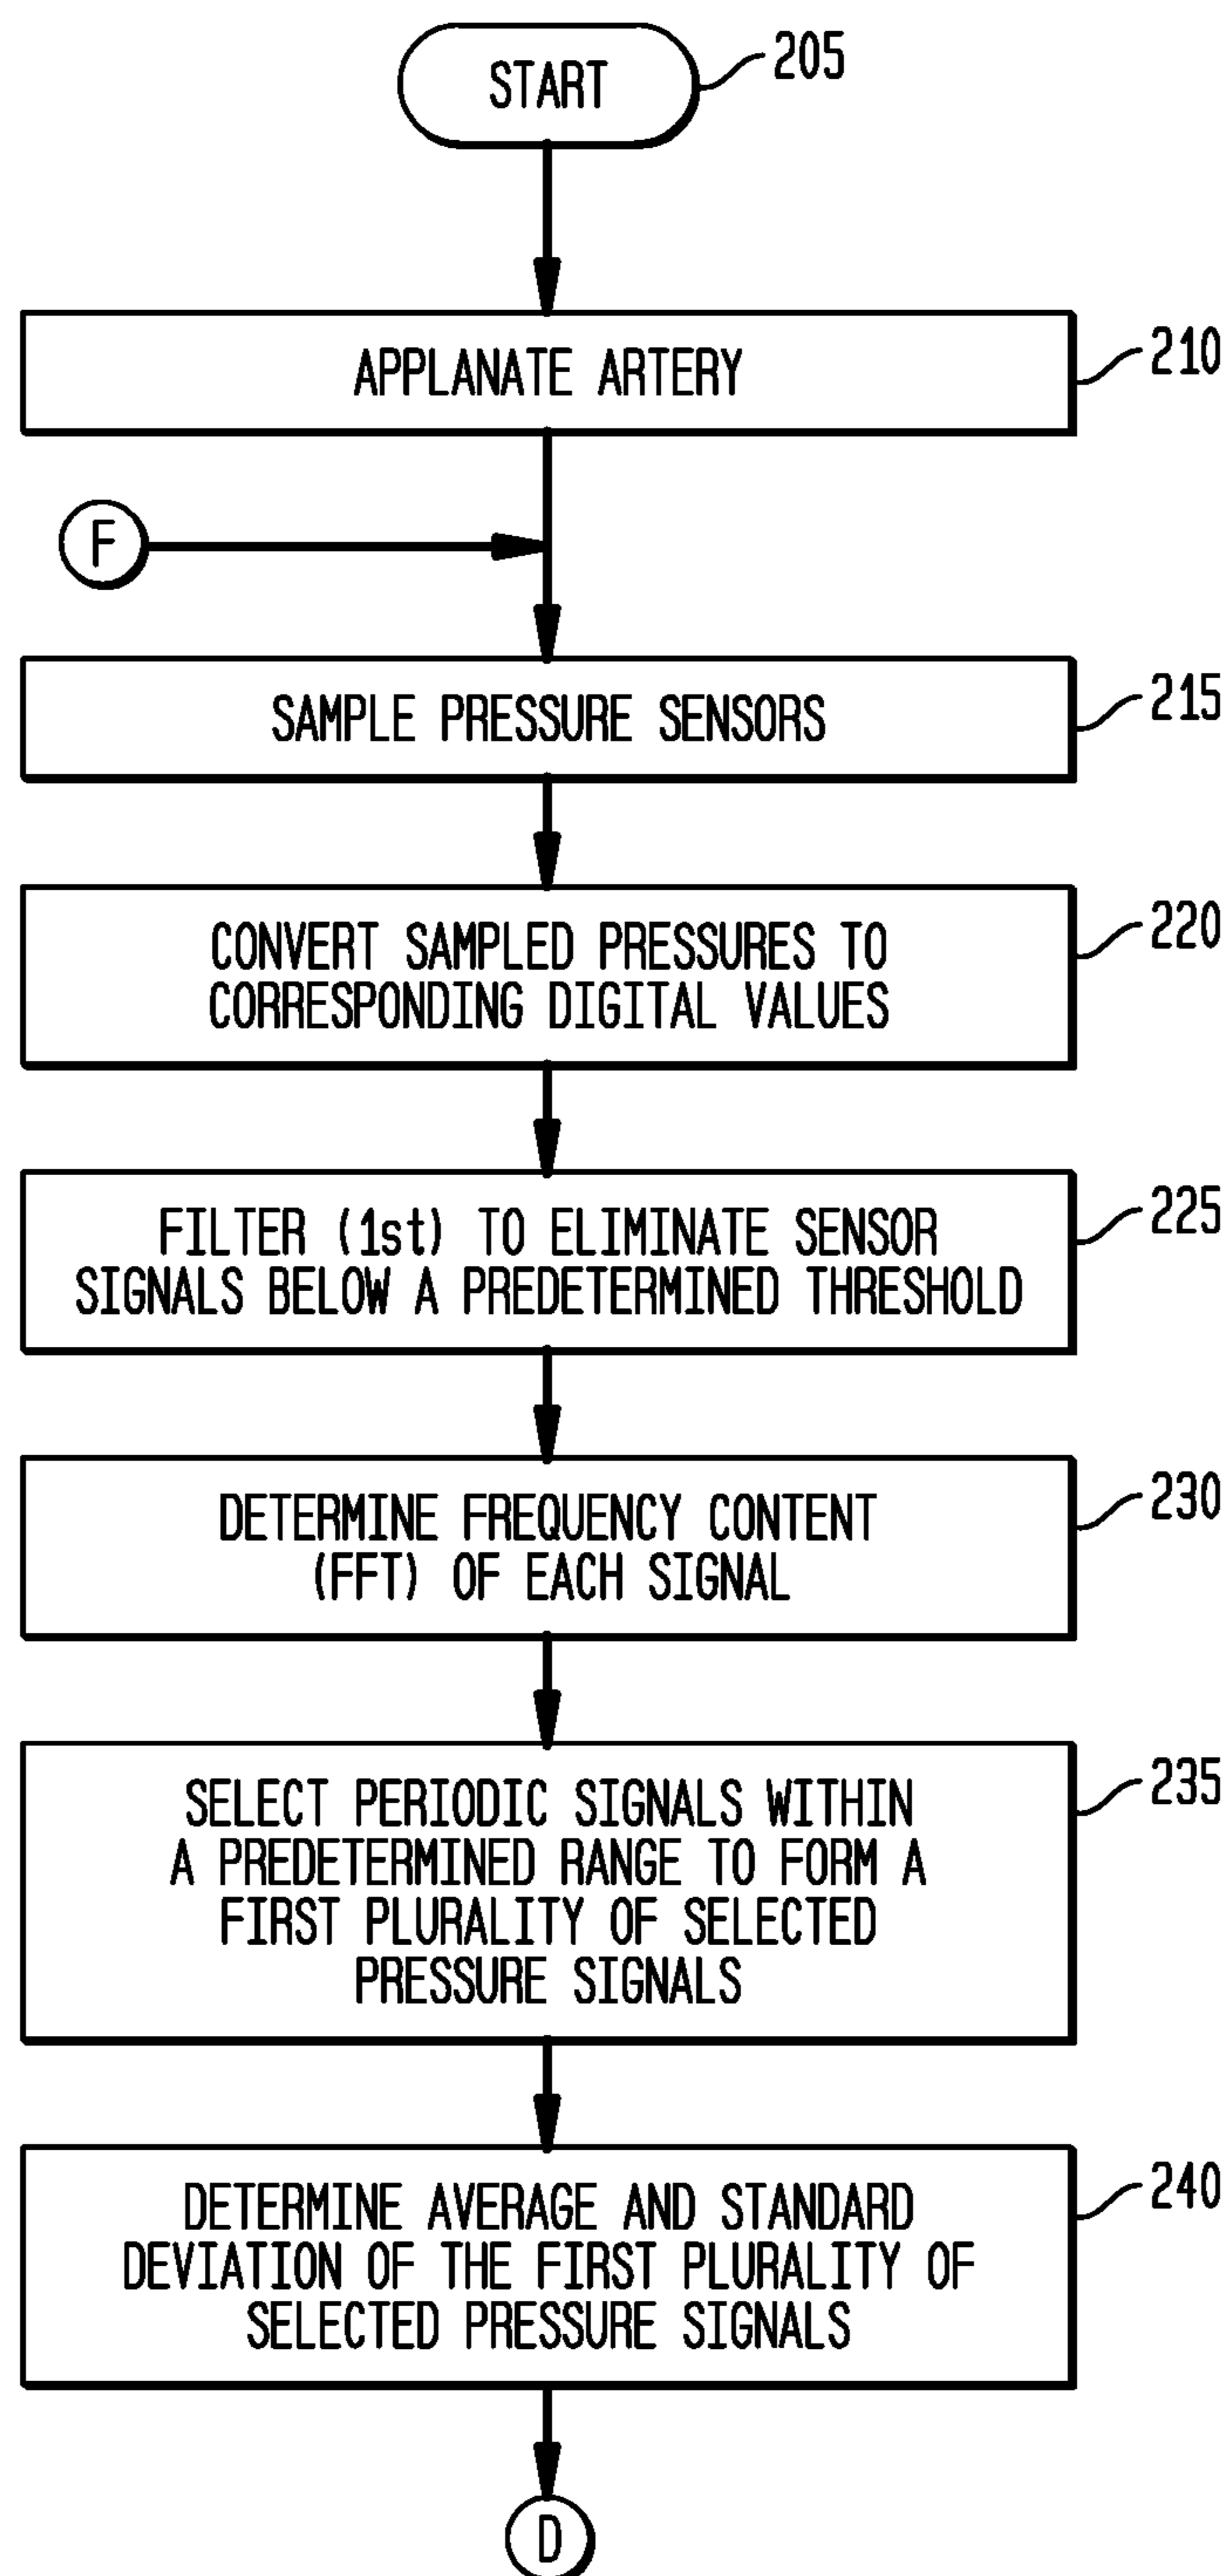 START
205
APPLANATE ARTERY
210
F
SAMPLE PRESSURE SENSORS
215
CONVERT SAMPLED PRESSURES TO
CORRESPONDING DIGITAL VALUES
220
FILTER (1st) TO ELIMINATE SENSOR
SIGNALS BELOW A PREDETERMINED THRESHOLD
225
DETERMINE FREQUENCY CONTENT
(FFT) OF EACH SIGNAL
230
SELECT PERIODIC SIGNALS WITHIN
A PREDETERMINED RANGE TO FORM A
FIRST PLURALITY OF SELECTED
PRESSURE SIGNALS
235
DETERMINE AVERAGE AND STANDARD
DEVIATION OF THE FIRST PLURALITY OF
SELECTED PRESSURE SIGNALS
240
D